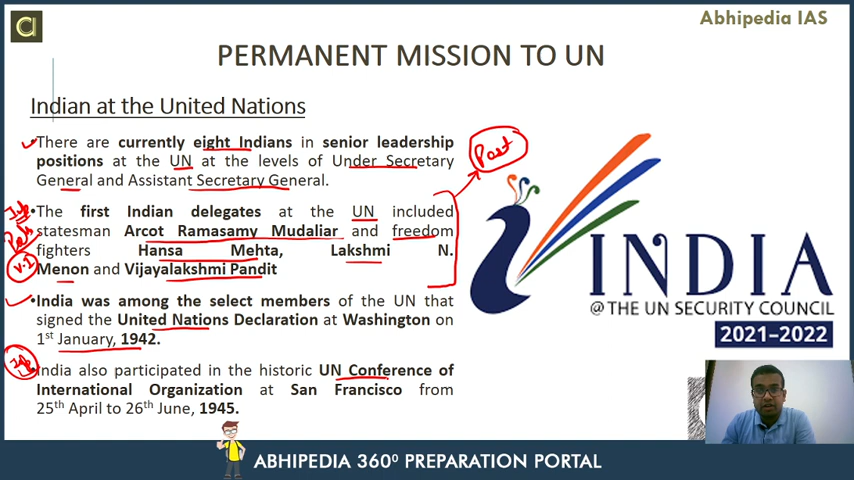 Abhipedia IAS
a
PERMANENT MISSION TO UN
Indian at the United Nations
There are currently eight Indians in senior leadership
positions at the UN at the levels of Under Secretary
General and Assistant Secretary General.
Past
•The first Indian delegates at the UN included
statesman Arcot Ramasamy Mudaliar and freedom
fighters Hansa Mehta, Lakshmi N.
Menon and Vijayalakshmi Pandit
V.I
•India was among the select members of the UN that
signed the United Nations Declaration at Washington on
1st January, 1942.
India also participated in the historic UN Conference of
International Organization at San Francisco from
25th April to 26th June, 1945.
INDIA
@ THE UN SECURITY COUNCIL
2021–2022
ABHIPEDIA 360⁰ PREPARATION PORTAL